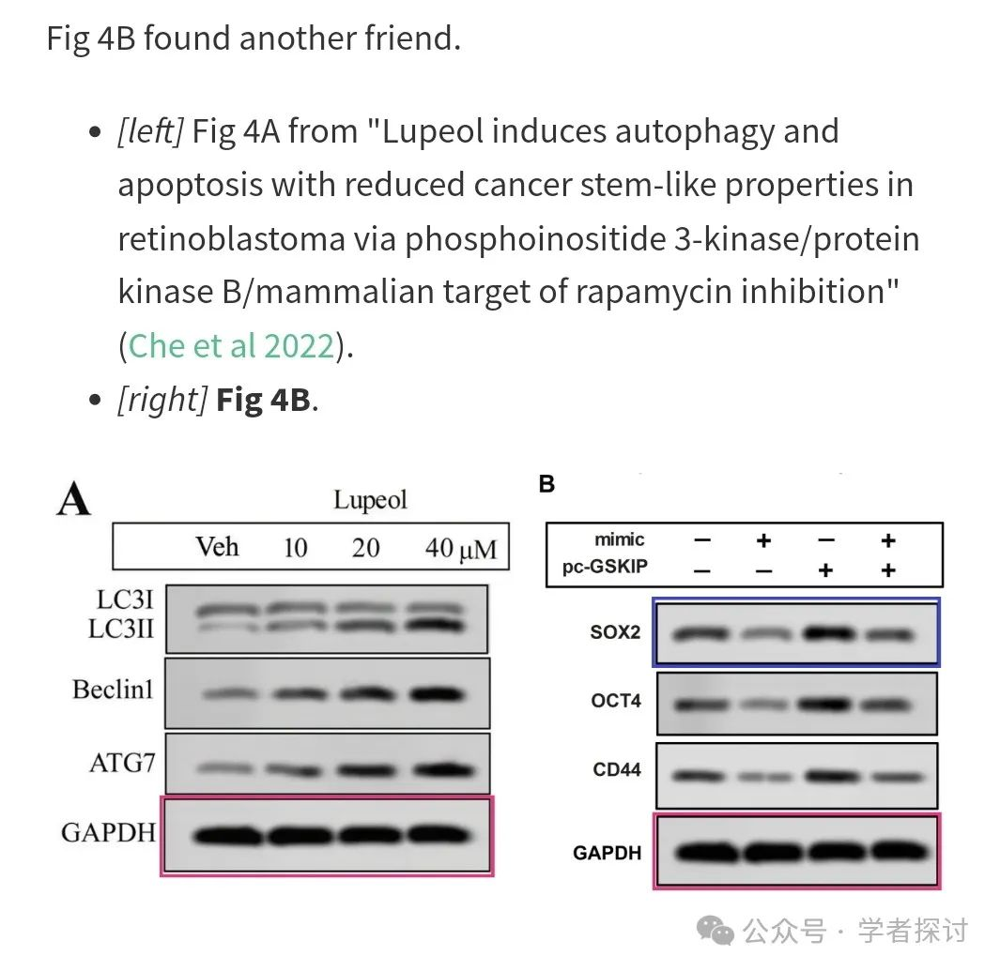 Fig 4B found another friend.
• [left] Fig 4A from "Lupeol induces autophagy and
apoptosis with reduced cancer stem-like properties in
retinoblastoma via phosphoinositide 3-kinase/protein
kinase B/mammalian target of rapamycin inhibition"
(Che et al 2022).
• [right] Fig 4B.
A
Lupeol
Veh 10 20 40 μM
LC3I
LC3II
Beclin1
ATG7
GAPDH
B
mimic − + − +
pc-GSKIP − − + +
SOX2
OCT4
CD44
GAPDH
公众号 · 学者探讨